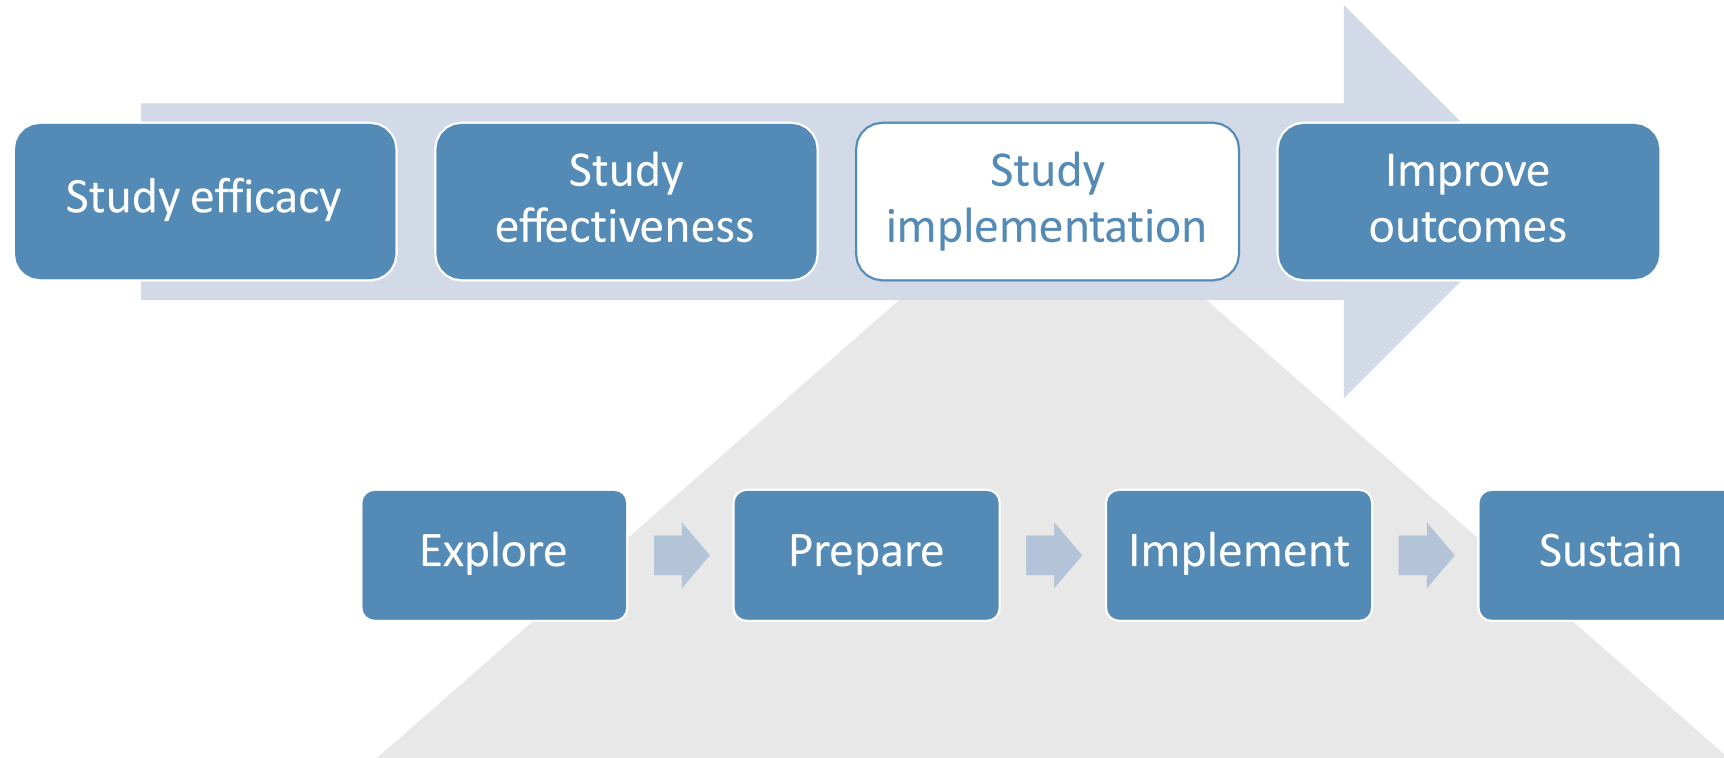 Study efficacy
Study
effectiveness
Study
implementation
Improve
outcomes
Explore
Prepare
Implement
Sustain